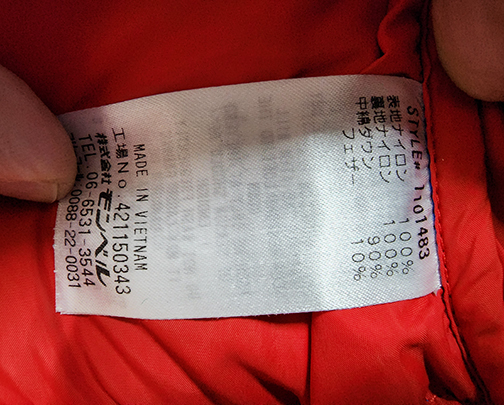 STYLE# 1101483
表地ナイロン 100%
裏地ナイロン 100%
中綿ダウン 90%
フェザー 10%
MADE IN VIETNAM
工場No. 421150343
株式会社 モンベル
TEL 06-6531-3544
0088-22-0031